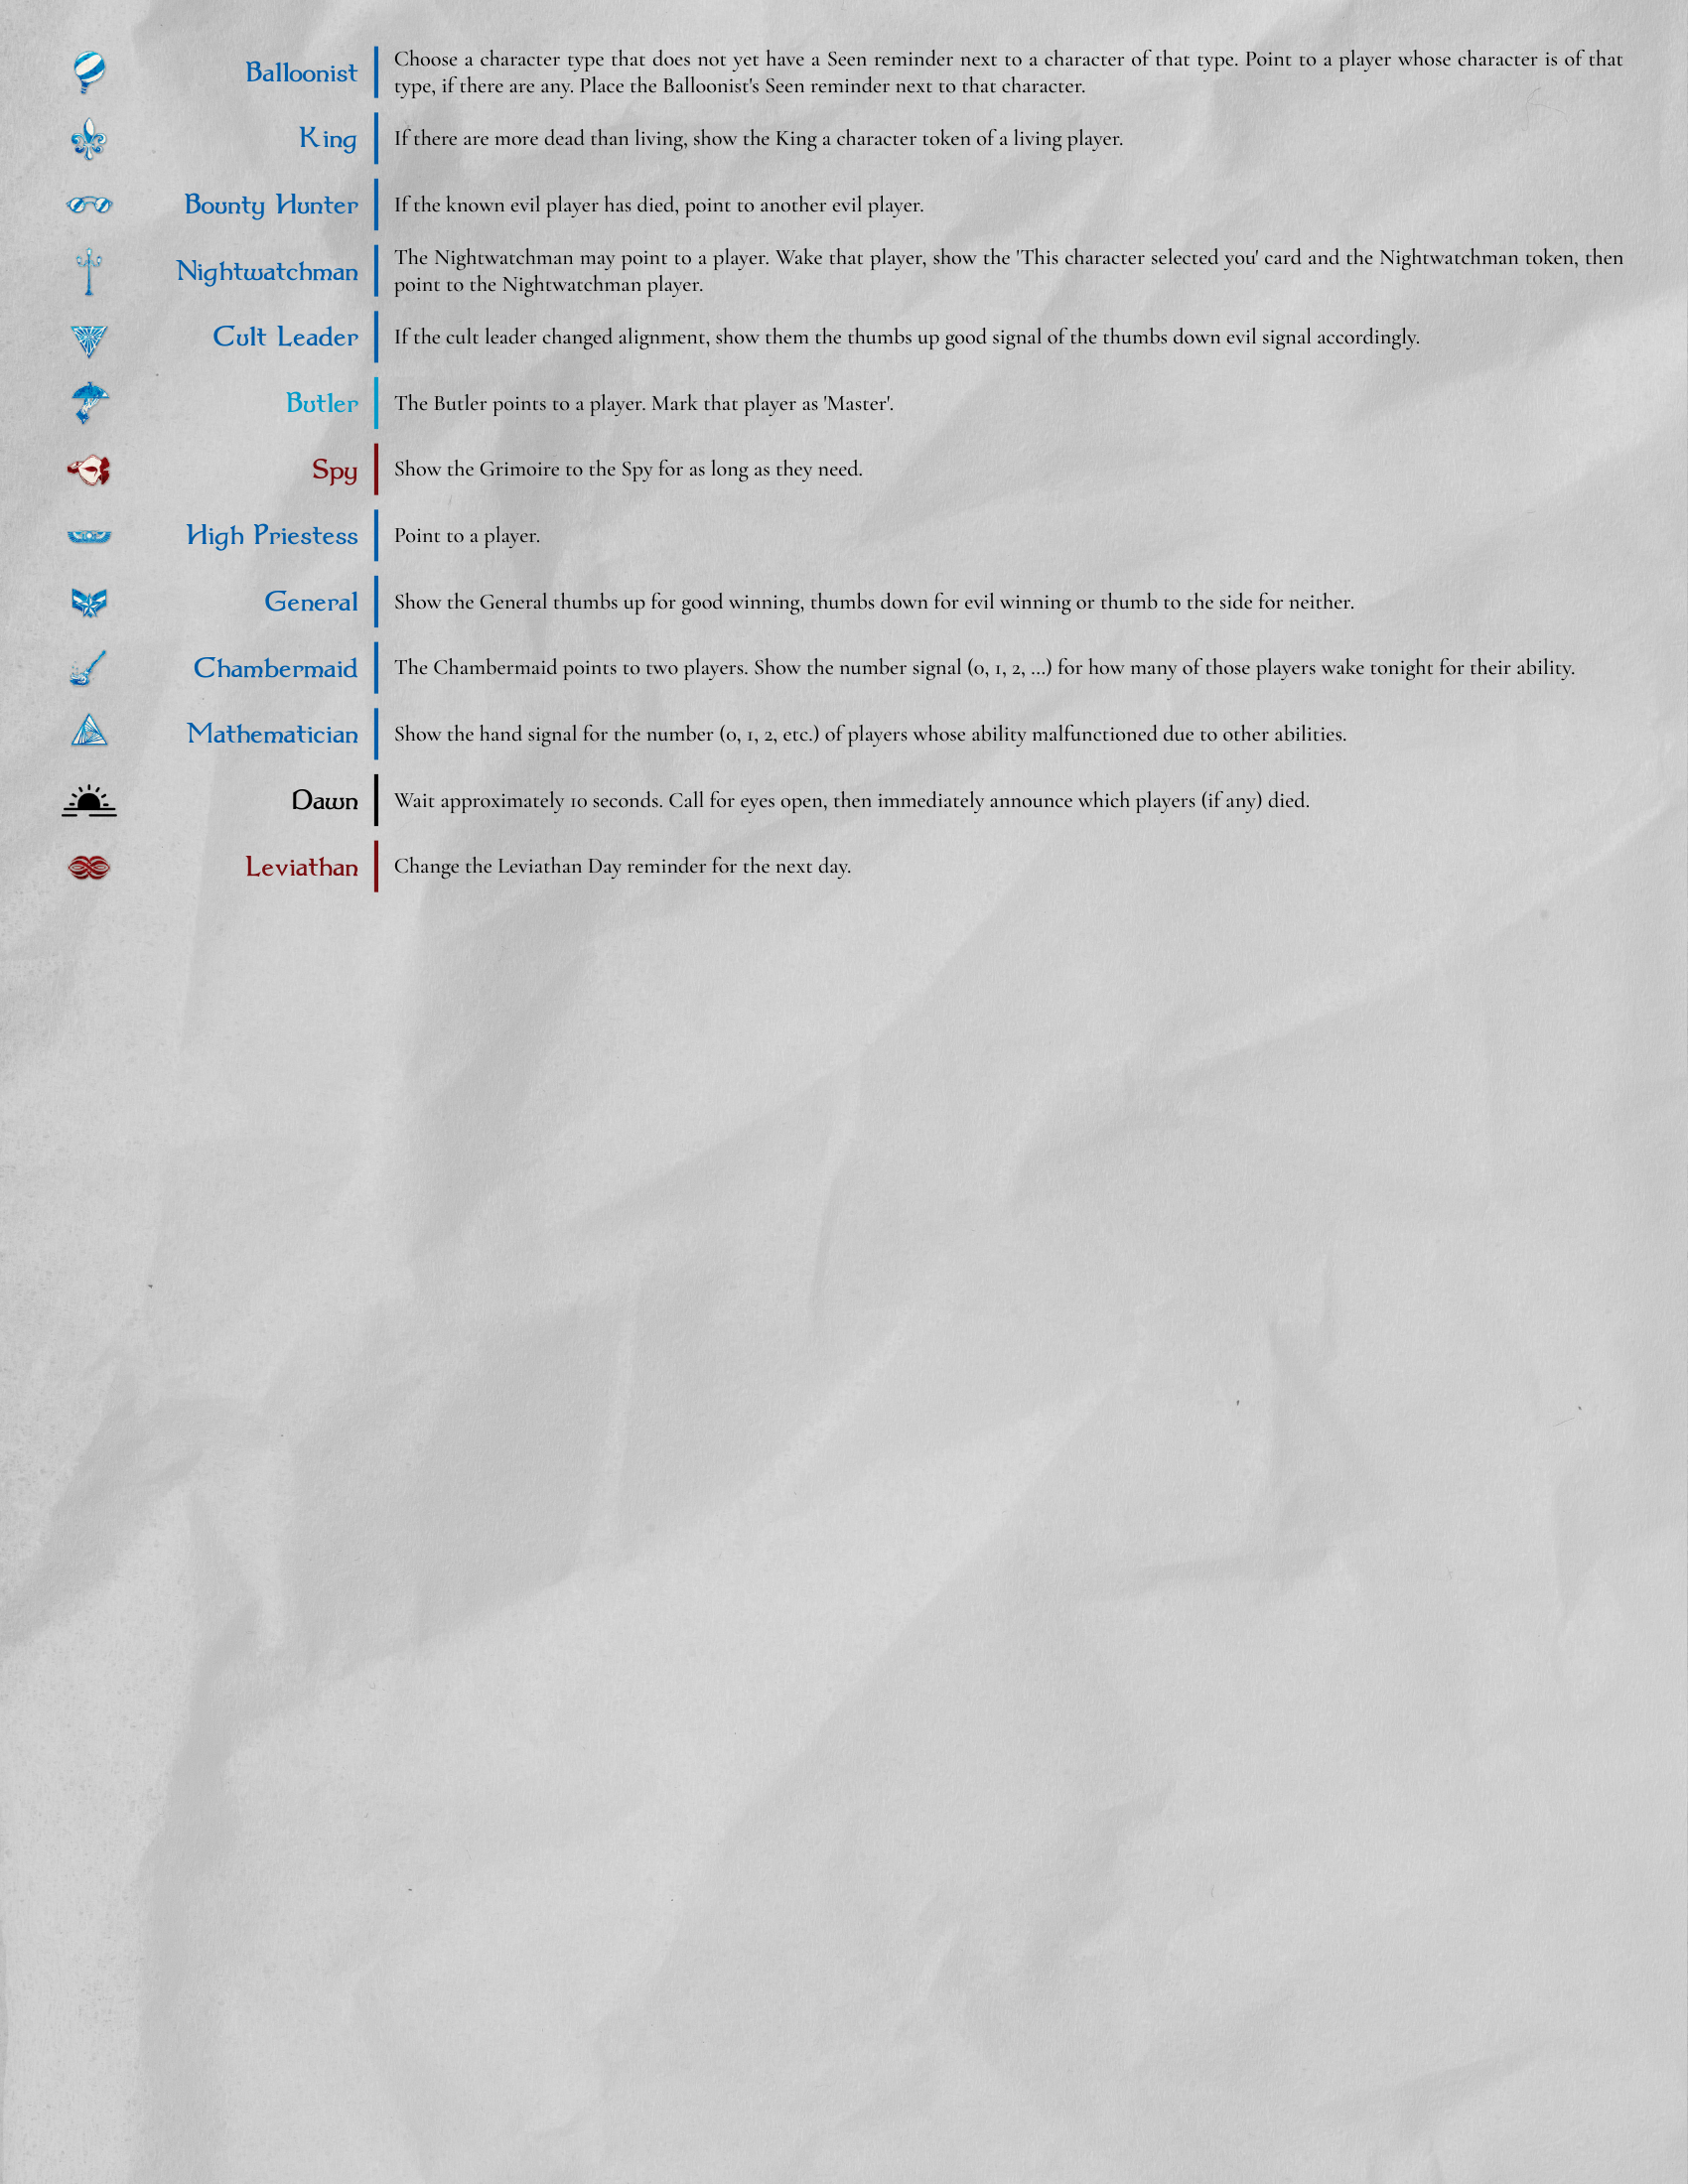 Balloonist
Choose a character type that does not yet have a Seen reminder next to a character of that type. Point to a player whose character is of that
type, if there are any. Place the Balloonist's Seen reminder next to that character.
King
If there are more dead than living, show the King a character token of a living player.
Bounty Hunter
If the known evil player has died, point to another evil player.
Nightwatchman
The Nightwatchman may point to a player. Wake that player, show the 'This character selected you' card and the Nightwatchman token, then
point to the Nightwatchman player.
Cult Leader
If the cult leader changed alignment, show them the thumbs up good signal of the thumbs down evil signal accordingly.
Butler
The Butler points to a player. Mark that player as 'Master'.
Spy
Show the Grimoire to the Spy for as long as they need.
High Priestess
Point to a player.
General
Show the General thumbs up for good winning, thumbs down for evil winning or thumb to the side for neither.
Chambermaid
The Chambermaid points to two players. Show the number signal (0, 1, 2, ...) for how many of those players wake tonight for their ability.
Mathematician
Show the hand signal for the number (0, 1, 2, etc.) of players whose ability malfunctioned due to other abilities.
Dawn
Wait approximately 10 seconds. Call for eyes open, then immediately announce which players (if any) died.
Leviathan
Change the Leviathan Day reminder for the next day.